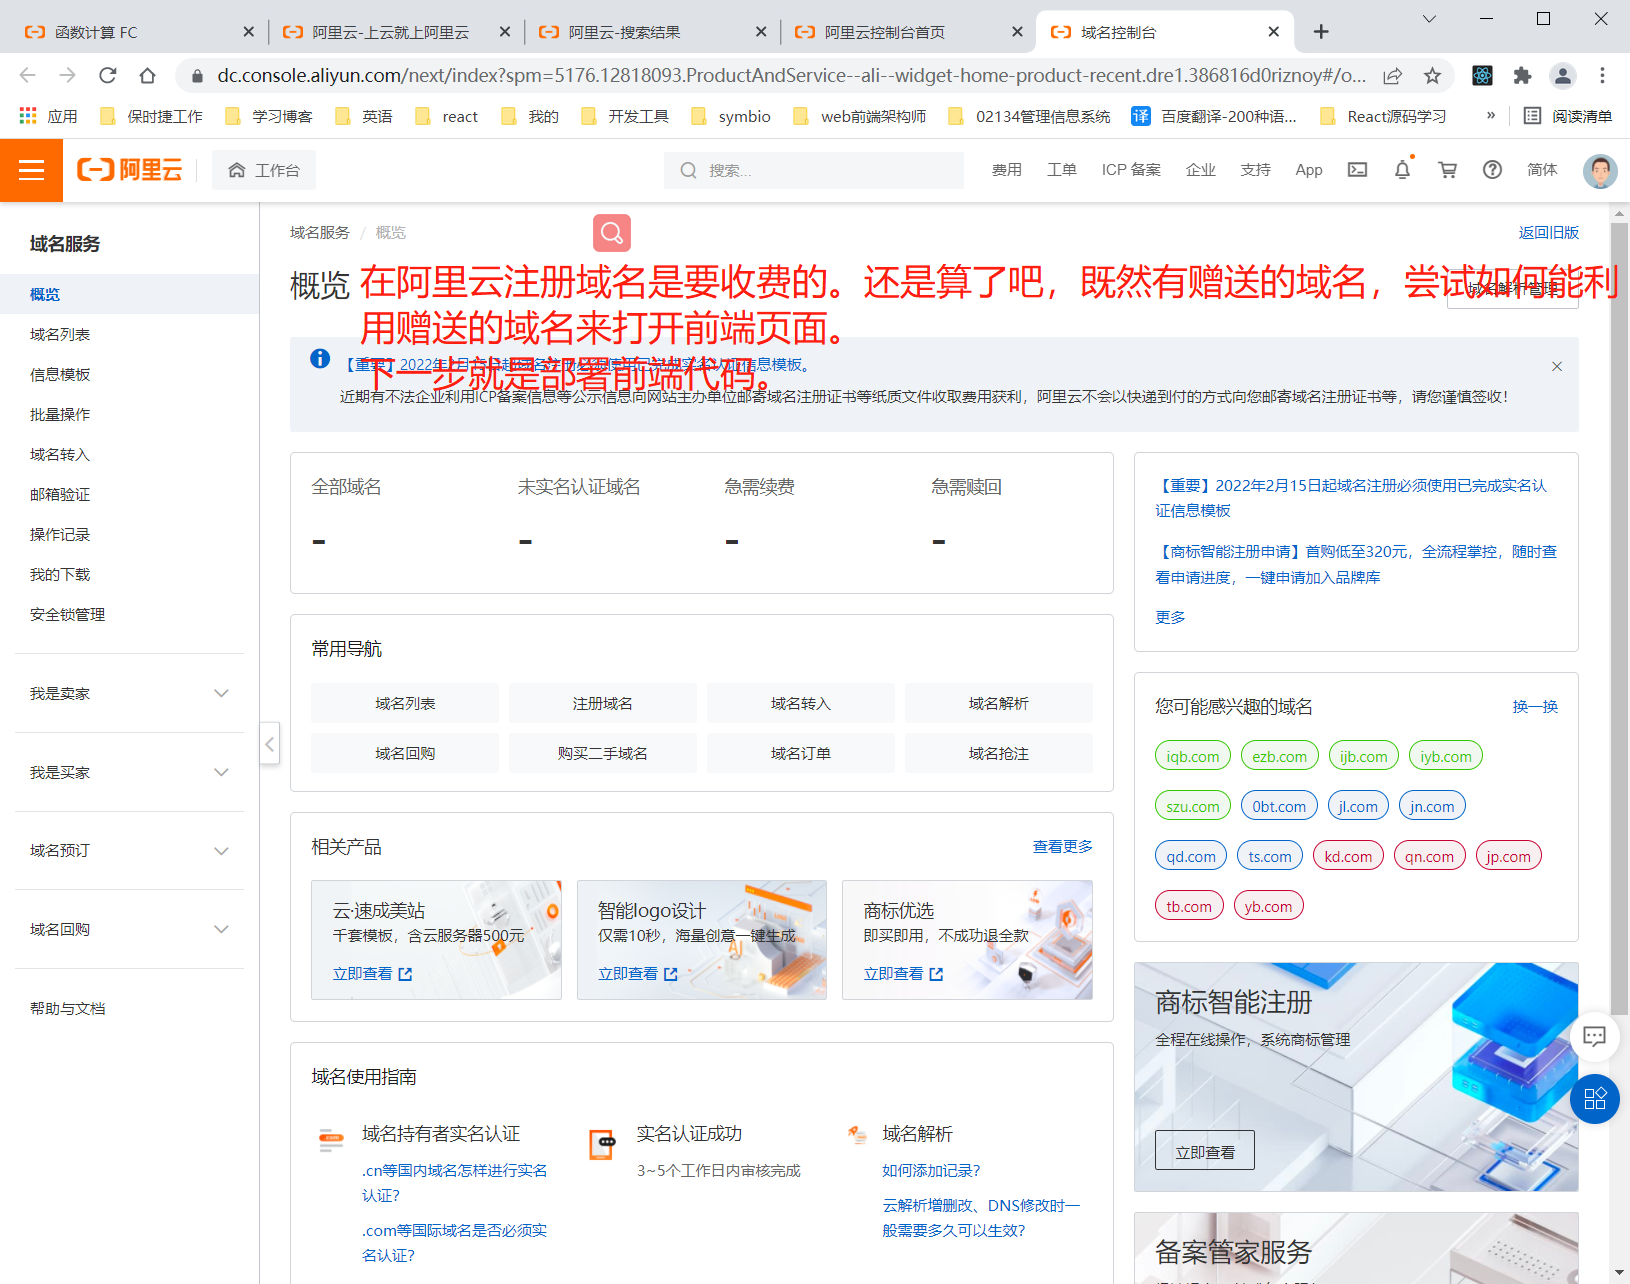 函数计算 FC
阿里云-上云就上阿里云
阿里云-搜索结果
阿里云控制台首页
域名控制台
dc.console.aliyun.com/next/index?spm=5176.12818093.ProductAndService--ali--widget-home-product-recent.dre1.386816d0riznoy#/o...
应用
保时捷工作
学习博客
英语
react
我的
开发工具
symbio
web前端架构师
02134管理信息系统
译
百度翻译-200种语...
React源码学习
»
阅读清单
阿里云
工作台
搜索...
费用
工单
ICP 备案
企业
支持
App
简体
域名服务
概览
域名列表
信息模板
批量操作
域名转入
邮箱验证
操作记录
我的下载
安全锁管理
我是卖家
我是买家
域名预订
域名回购
帮助与文档
域名服务 / 概览
返回旧版
概览
域名解析管理
在阿里云注册域名是要收费的。还是算了吧，既然有赠送的域名，尝试如何能利
用赠送的域名来打开前端页面。
下一步就是部署前端代码。
【重要】2022年2月15日起域名注册必须使用已完成实名认证信息模板。
近期有不法企业利用ICP备案信息等公示信息向网站主办单位邮寄域名注册证书等纸质文件收取费用获利，阿里云不会以快递到付的方式向您邮寄域名注册证书等，请您谨慎签收！
全部域名
-
未实名认证域名
-
急需续费
-
急需赎回
-
常用导航
域名列表
注册域名
域名转入
域名解析
域名回购
购买二手域名
域名订单
域名抢注
相关产品
查看更多
云·速成美站
千套模板，含云服务器500元
立即查看
智能logo设计
仅需10秒，海量创意一键生成
立即查看
商标优选
即买即用，不成功退全款
立即查看
域名使用指南
域名持有者实名认证
.cn等国内域名怎样进行实名
认证？
.com等国际域名是否必须实
名认证？
实名认证成功
3~5个工作日内审核完成
域名解析
如何添加记录？
云解析增删改、DNS修改时一
般需要多久可以生效？
【重要】2022年2月15日起域名注册必须使用已完成实名认
证信息模板
【商标智能注册申请】首购低至320元，全流程掌控，随时查
看申请进度，一键申请加入品牌库
更多
您可能感兴趣的域名
换一换
iqb.com
ezb.com
ijb.com
iyb.com
szu.com
0bt.com
jl.com
jn.com
qd.com
ts.com
kd.com
qn.com
jp.com
tb.com
yb.com
商标智能注册
全程在线操作，系统商标管理
立即查看
备案管家服务